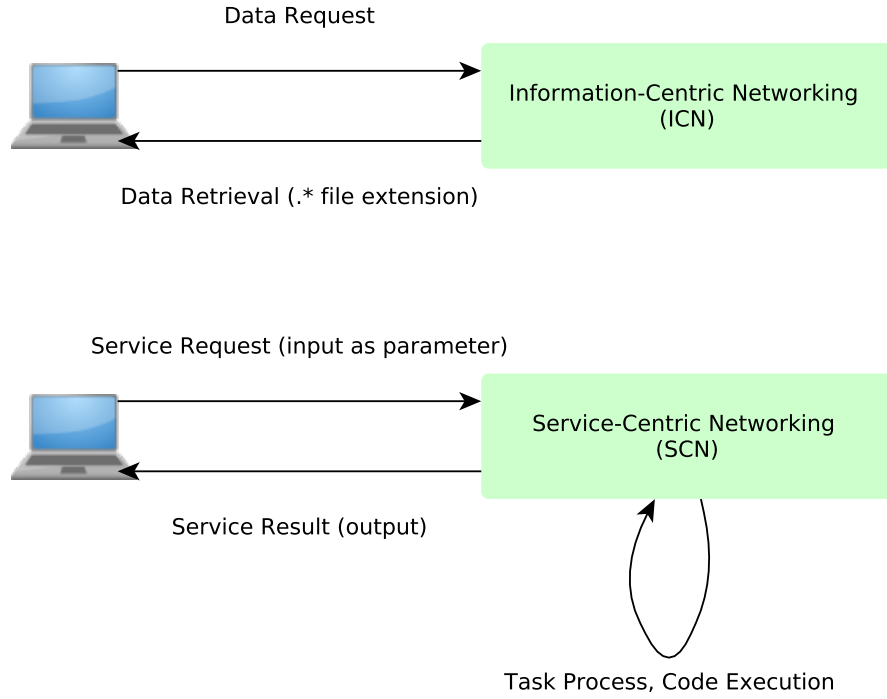 Data Request
Information-Centric Networking
(ICN)
Data Retrieval (.* file extension)
Service Request (input as parameter)
Service-Centric Networking
(SCN)
Service Result (output)
Task Process, Code Execution